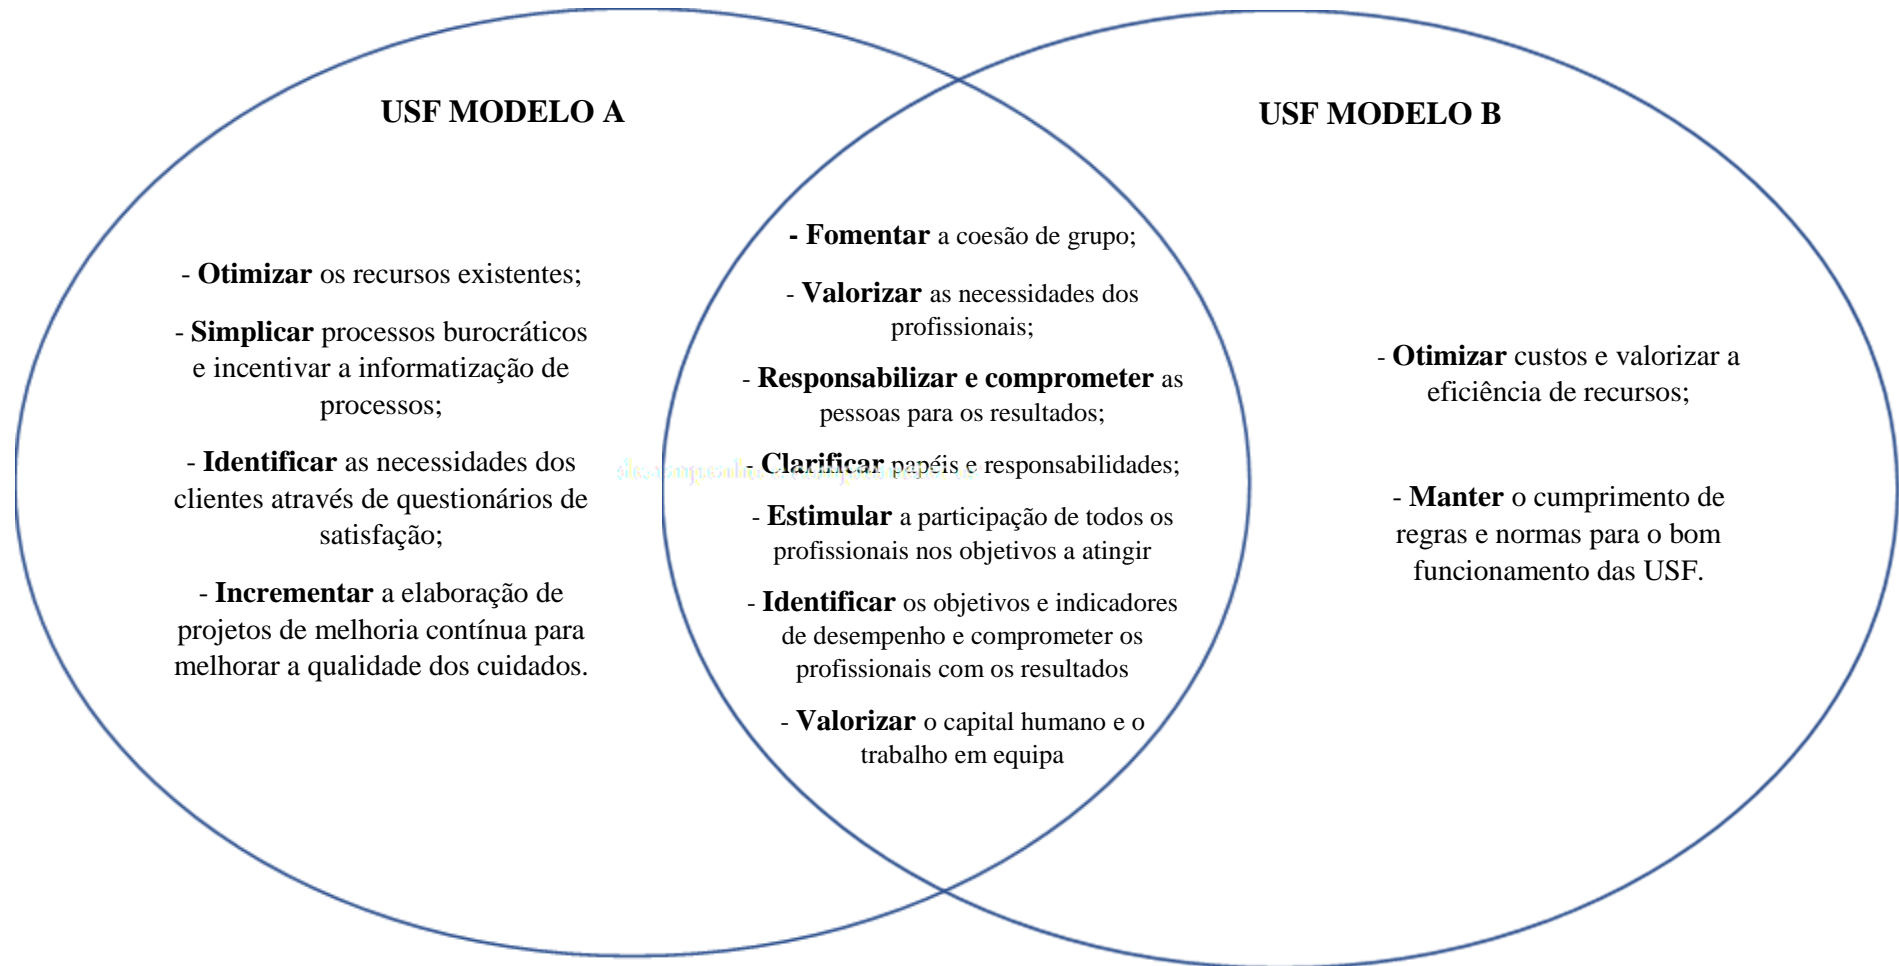 USF MODELO A
- Otimizar os recursos existentes;
- Simplicar processos burocráticos
e incentivar a informatização de
processos;
- Identificar as necessidades dos
clientes através de questionários de
satisfação;
- Incrementar a elaboração de
projetos de melhoria contínua para
melhorar a qualidade dos cuidados.
- Fomentar a coesão de grupo;
- Valorizar as necessidades dos
profissionais;
- Responsabilizar e comprometer as
pessoas para os resultados;
- Clarificar papéis e responsabilidades;
- Estimular a participação de todos os
profissionais nos objetivos a atingir
- Identificar os objetivos e indicadores
de desempenho e comprometer os
profissionais com os resultados
- Valorizar o capital humano e o
trabalho em equipa
USF MODELO B
- Otimizar custos e valorizar a
eficiência de recursos;
- Manter o cumprimento de
regras e normas para o bom
funcionamento das USF.